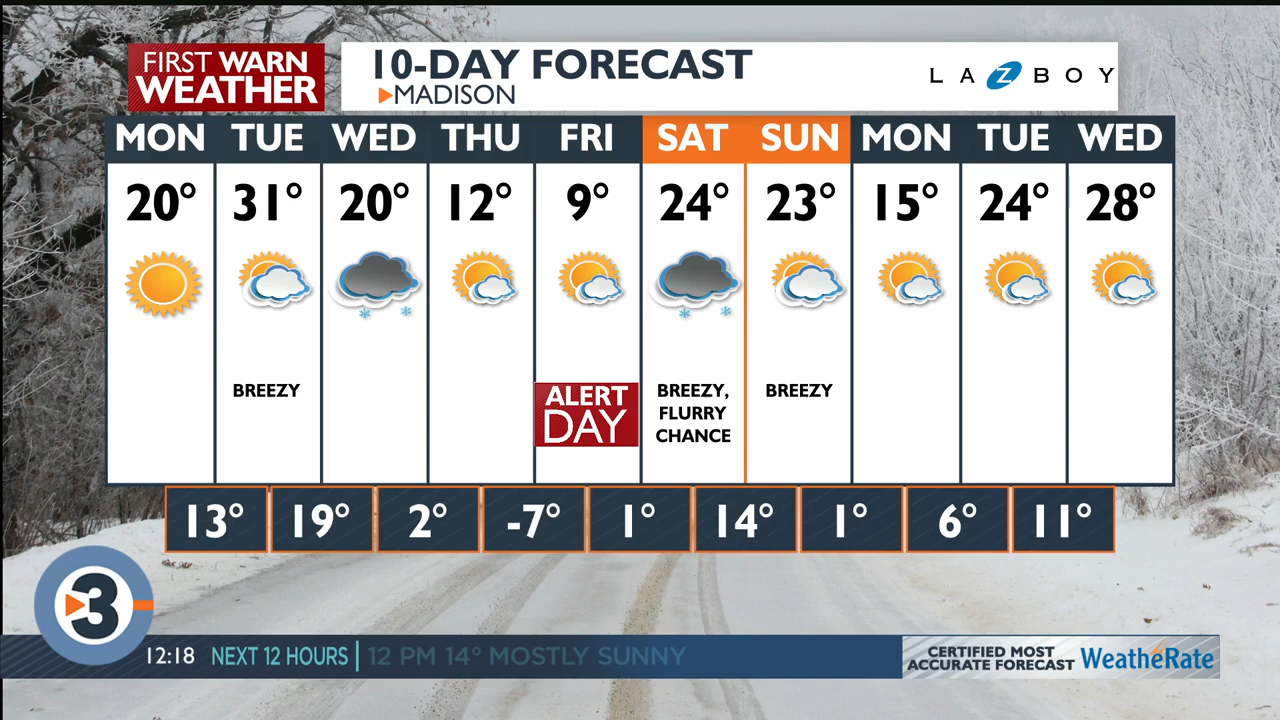 FIRST WARN
WEATHER
10-DAY FORECAST
MADISON
LA Z BOY
MON TUE WED THU FRI SAT SUN MON TUE WED
20° 31° 20° 12° 9° 24° 23° 15° 24° 28°
BREEZY
ALERT
DAY
BREEZY,
FLURRY
CHANCE
BREEZY
13° 19° 2° -7° 1° 14° 1° 6° 11°
3
12:18 NEXT 12 HOURS 12 PM 14° MOSTLY SUNNY
CERTIFIED MOST
ACCURATE FORECAST
WeatheRate